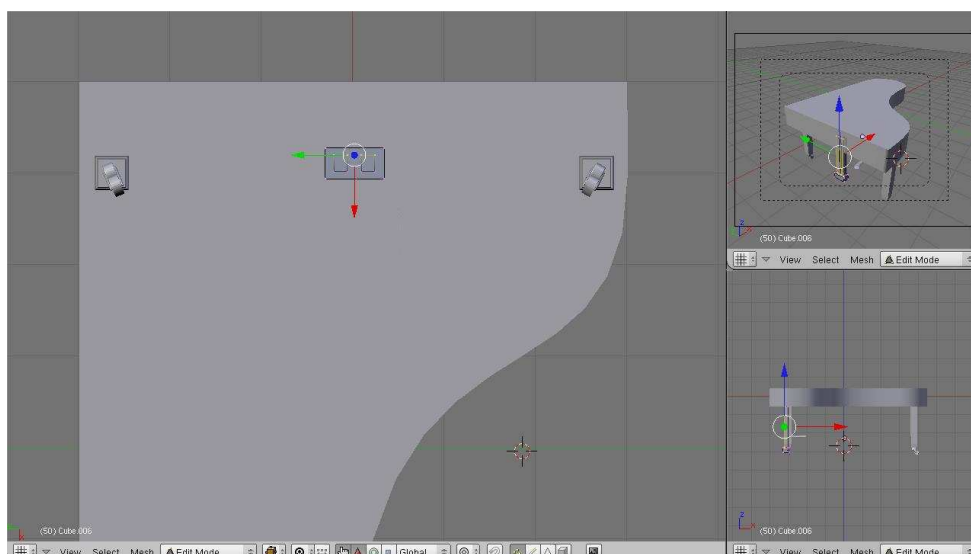 z
x
(50) Cube.006
View Select Mesh Edit Mode
z
x
(50) Cube.006
View Select Mesh Edit Mode
x
(50) Cube.006
View Select Mesh Edit Mode Global